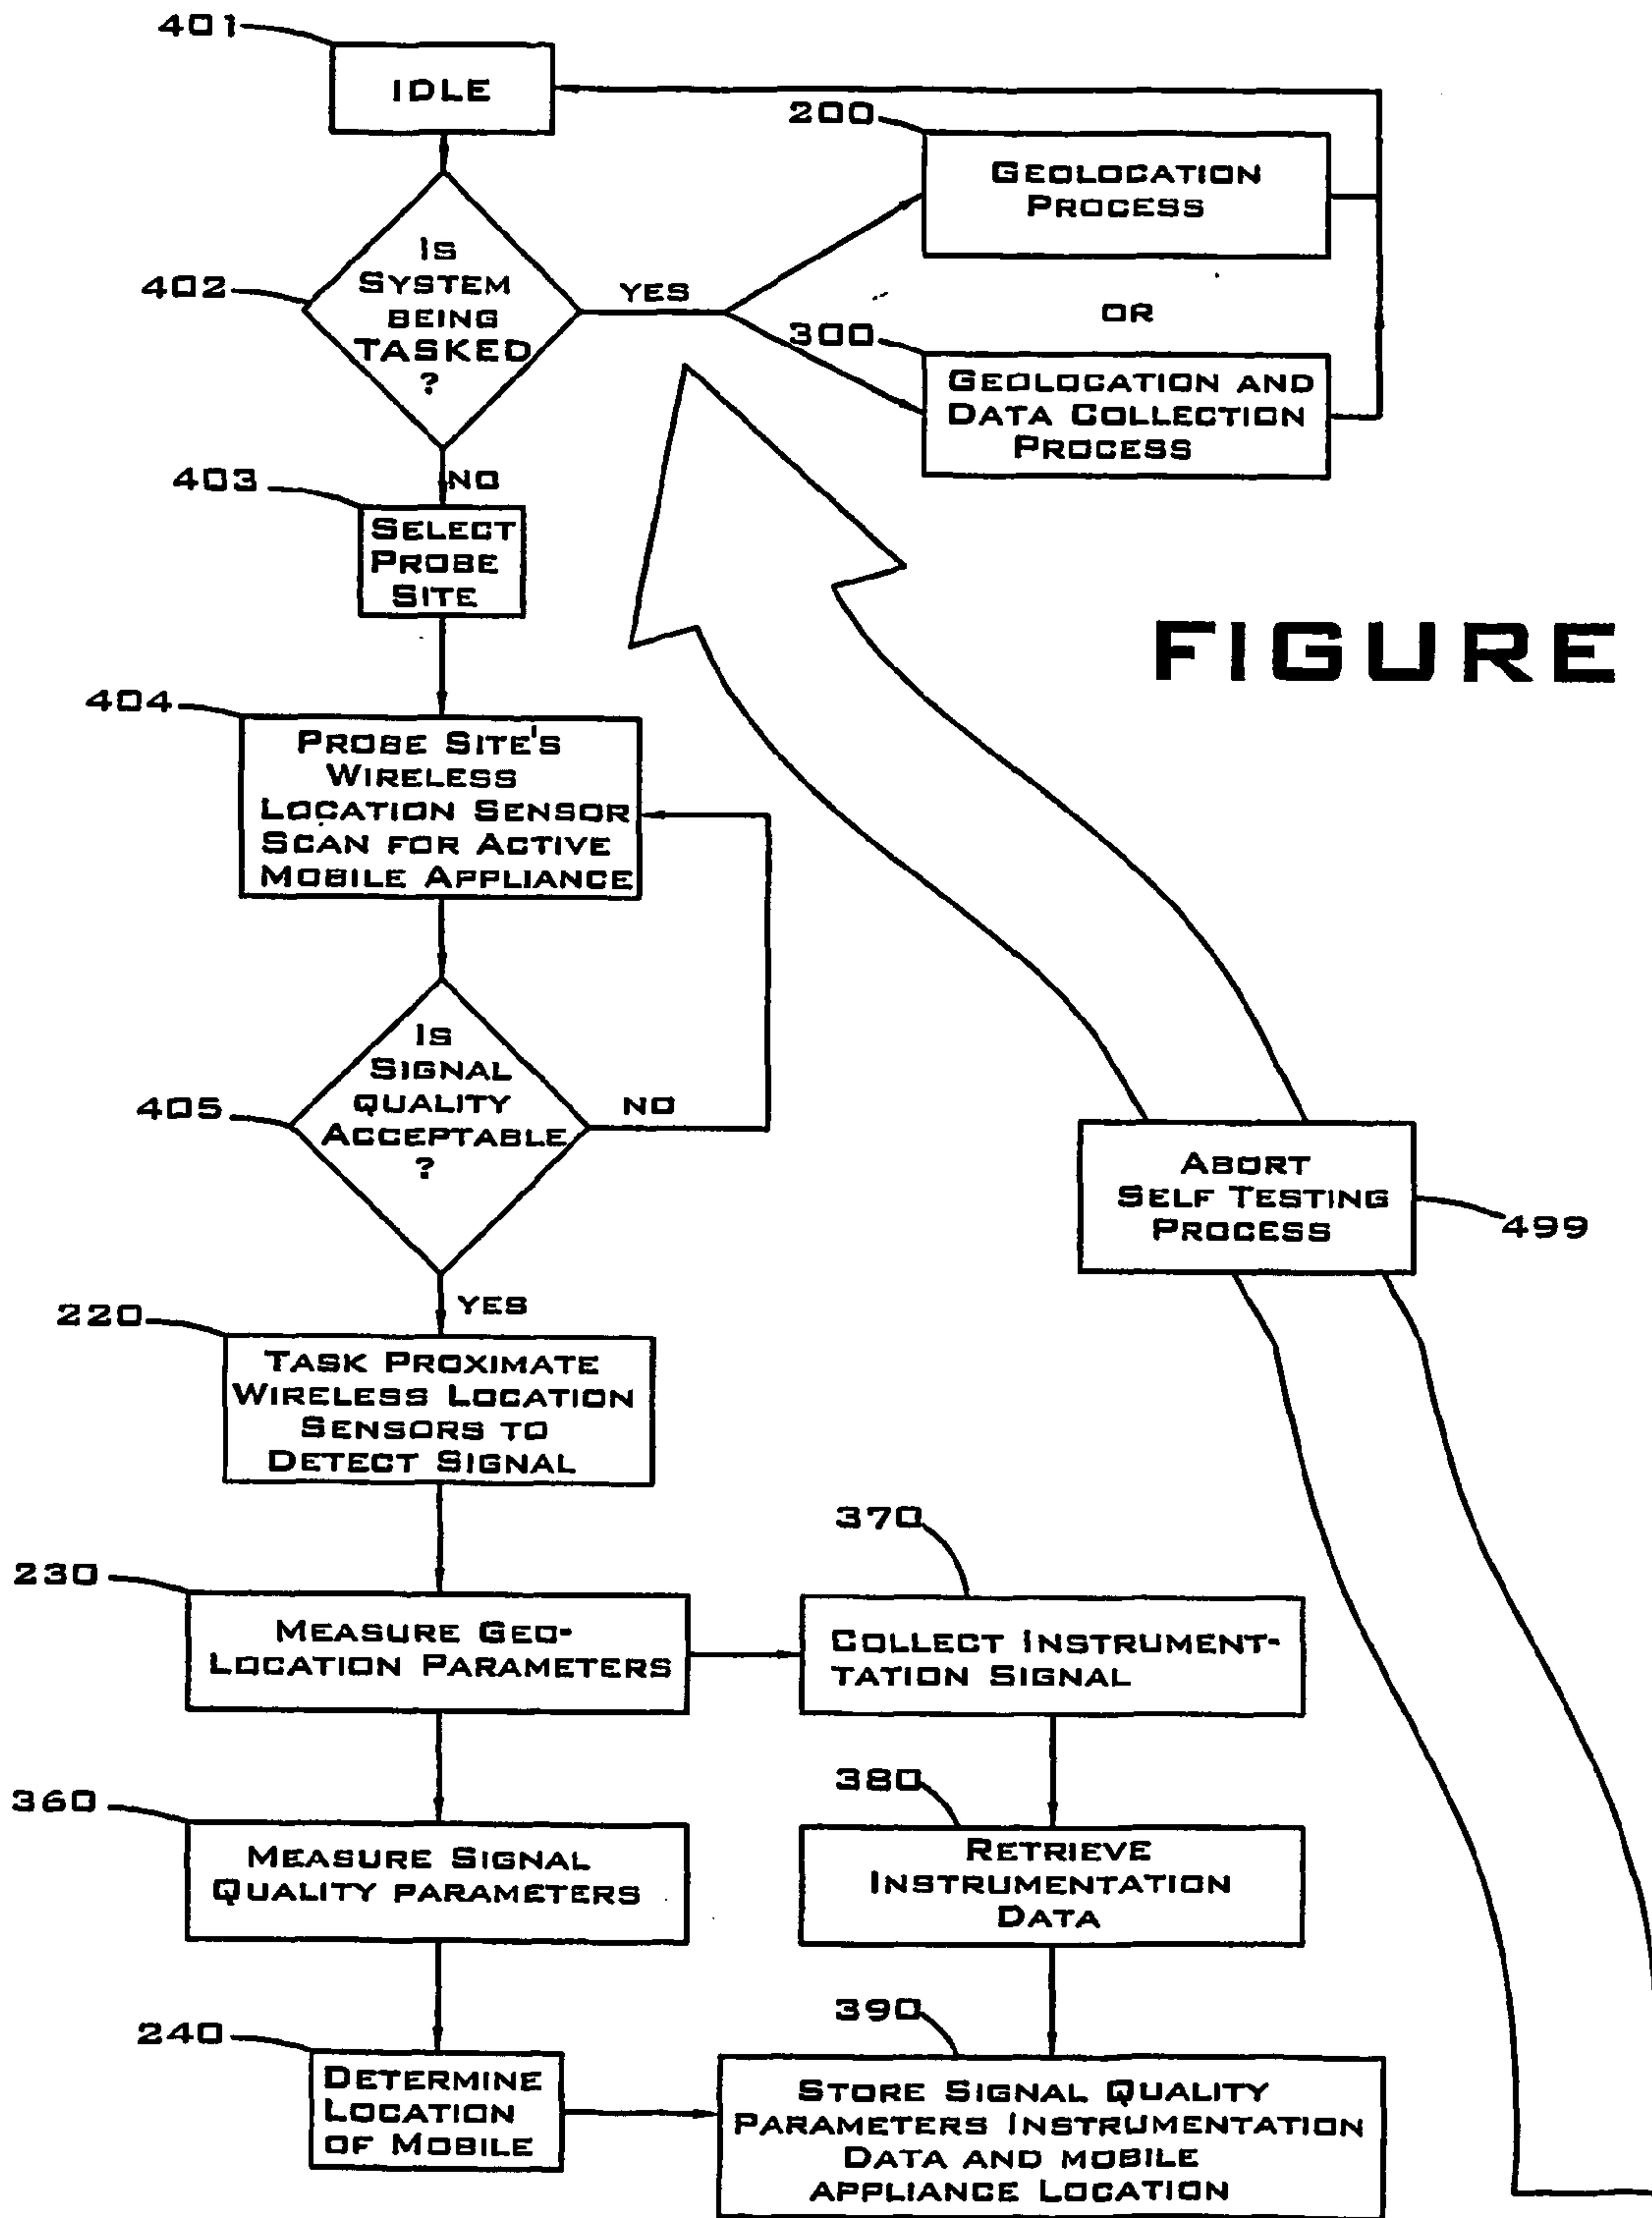 401
IDLE
200
GEOLOCATION
PROCESS
402
IS
SYSTEM
BEING
TASKED
?
YES
OR
300
GEOLOCATION AND
DATA COLLECTION
PROCESS
NO
403
SELECT
PROBE
SITE
FIGURE
404
PROBE SITE'S
WIRELESS
LOCATION SENSOR
SCAN FOR ACTIVE
MOBILE APPLIANCE
405
IS
SIGNAL
QUALITY
ACCEPTABLE
?
NO
ABORT
SELF TESTING
PROCESS
499
YES
220
TASK PROXIMATE
WIRELESS LOCATION
SENSORS TO
DETECT SIGNAL
230
MEASURE GEO-
LOCATION PARAMETERS
370
COLLECT INSTRUMENT-
TATION SIGNAL
360
MEASURE SIGNAL
QUALITY PARAMETERS
380
RETRIEVE
INSTRUMENTATION
DATA
240
DETERMINE
LOCATION
OF MOBILE
390
STORE SIGNAL QUALITY
PARAMETERS INSTRUMENTATION
DATA AND MOBILE
APPLIANCE LOCATION